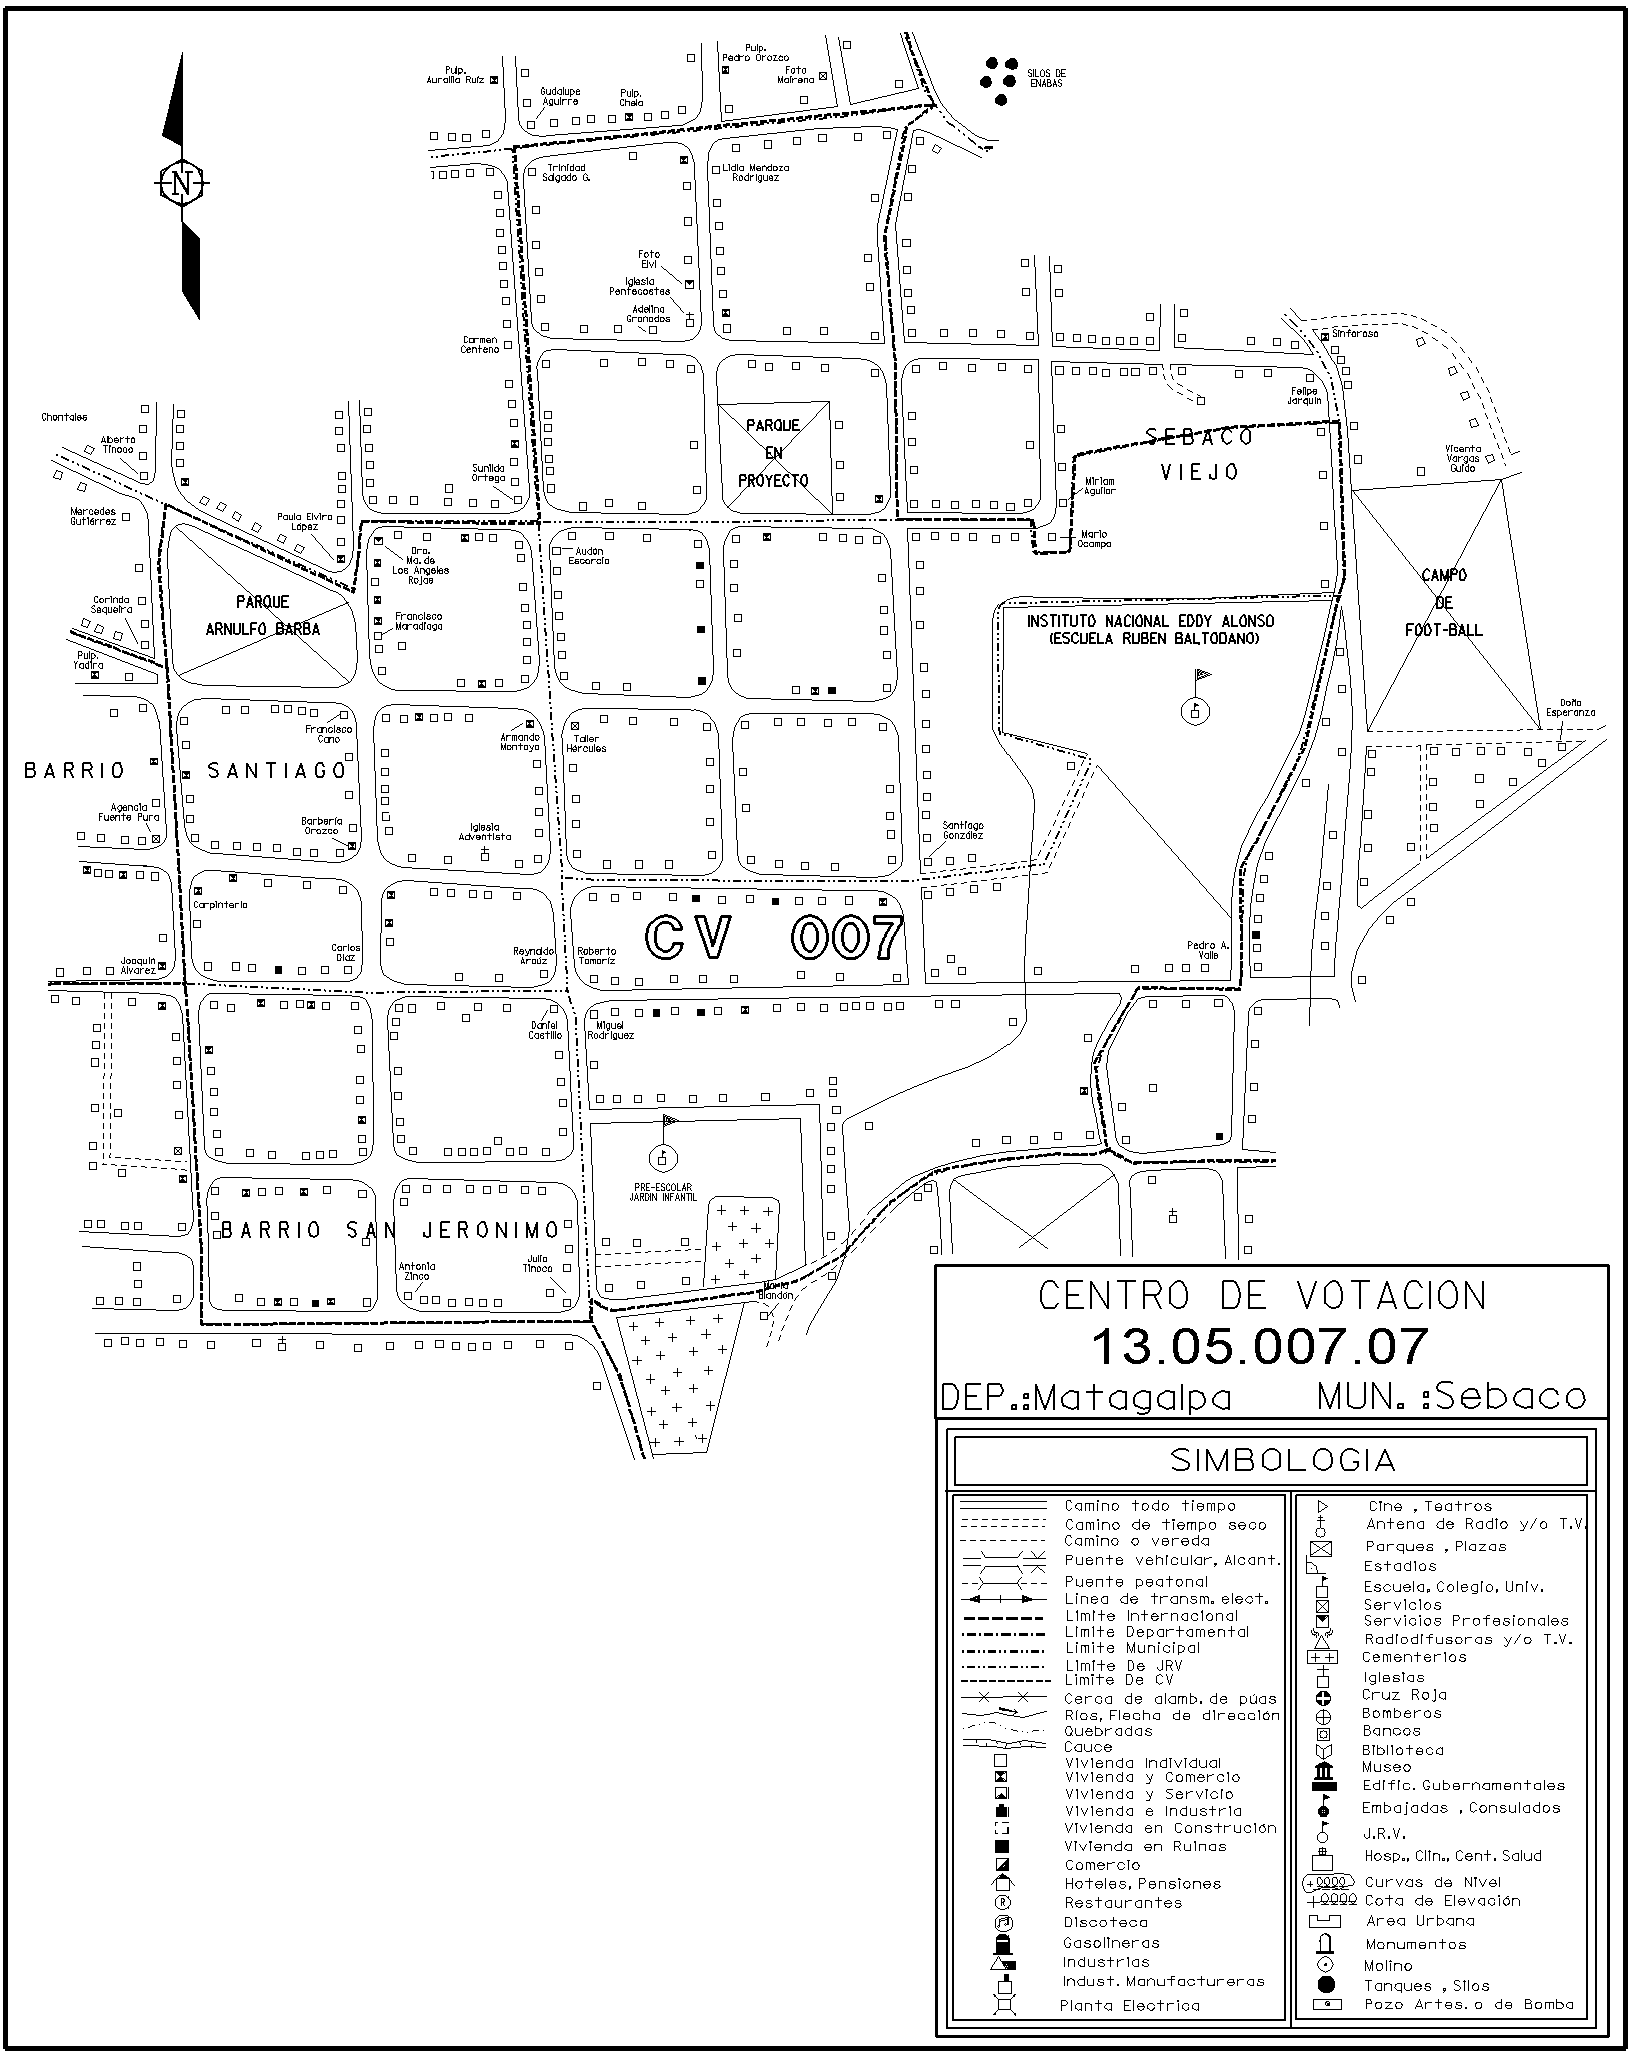 Pulp.
Pedro Orozco
Pulp.
Auralila Ruiz
Foto
Mairena
SILOS DE
ENABAS
Gudalupe
Aguirre
Pulp.
Chela
Trinidad
Salgado G.
Lidia Mendoza
Rodriguez
N
Foto
Elvi
Iglesia
Pentecostes
Adelina
Granados
Carmen
Centeno
Sinforoso
Felipe
Jarquin
Chontales
Alberto
Tinoco
PARQUE
EN
PROYECTO
SEBACO
VIEJO
Vicenta
Vargas
Guido
Sunilda
Ortega
Miriam
Aguilar
Mercedes
Gutiérrez
Paula Elvira
López
Mario
Ocampo
Dra.
Ma. de
Los Angeles
Rojas
Audón
Escorcia
CAMPO
DE
FOOT-BALL
Corinda
Sequeira
PARQUE
ARNULFO BARBA
Francisco
Maradiaga
INSTITUTO NACIONAL EDDY ALONSO
(ESCUELA RUBEN BALTODANO)
Pulp.
Yadira
Francisco
Cano
Armando
Montoya
Taller
Hércules
Doña
Esperanza
BARRIO SANTIAGO
Agencia
Fuente Pura
Barbería
Orozco
Iglesia
Adventista
Santiago
González
Carpinteria
CV 007
Joaquin
Alvarez
Carlos
Diaz
Reynaldo
Araúz
Roberto
Tamariz
Pedro A.
Valle
Daniel
Castillo
Miguel
Rodriguez
PRE-ESCOLAR
JARDIN INFANTIL
BARRIO SAN JERONIMO
Antonia
Zinco
Julio
Tinoco
María
Blandón
CENTRO DE VOTACION
13.05.007.07
DEP.:Matagalpa MUN. :Sebaco
SIMBOLOGIA
Camino todo tiempo
Camino de tiempo seco
Camino o vereda
Puente vehicular, Alcant.
Puente peatonal
Linea de transm. elect.
Limite Internacional
Limite Departamental
Limite Municipal
Limite De JRV
Limite De CV
Cerca de alamb. de púas
Ríos, Flecha de dirección
Quebradas
Cauce
Vivienda Individual
Vivienda y Comercio
Vivienda y Servicio
Vivienda e Industria
Vivienda en Construción
Vivienda en Ruinas
Comercio
Hoteles, Pensiones
R Restaurantes
Discoteca
Gasolineras
Industrias
Indust. Manufactureras
Planta Electrica
Cine , Teatros
Antena de Radio y/o T.V.
Parques , Plazas
Estadios
Escuela, Colegio, Univ.
Servicios
Servicios Profesionales
Radiodifusoras y/o T.V.
Cementerios
Iglesias
Cruz Roja
Bomberos
Bancos
Biblioteca
Museo
Edific. Gubernamentales
Embajadas , Consulados
J.R.V.
Hosp., Clin., Cent. Salud
Curvas de Nivel
Cota de Elevación
Area Urbana
Monumentos
Molino
Tanques , Silos
Pozo Artes. o de Bomba